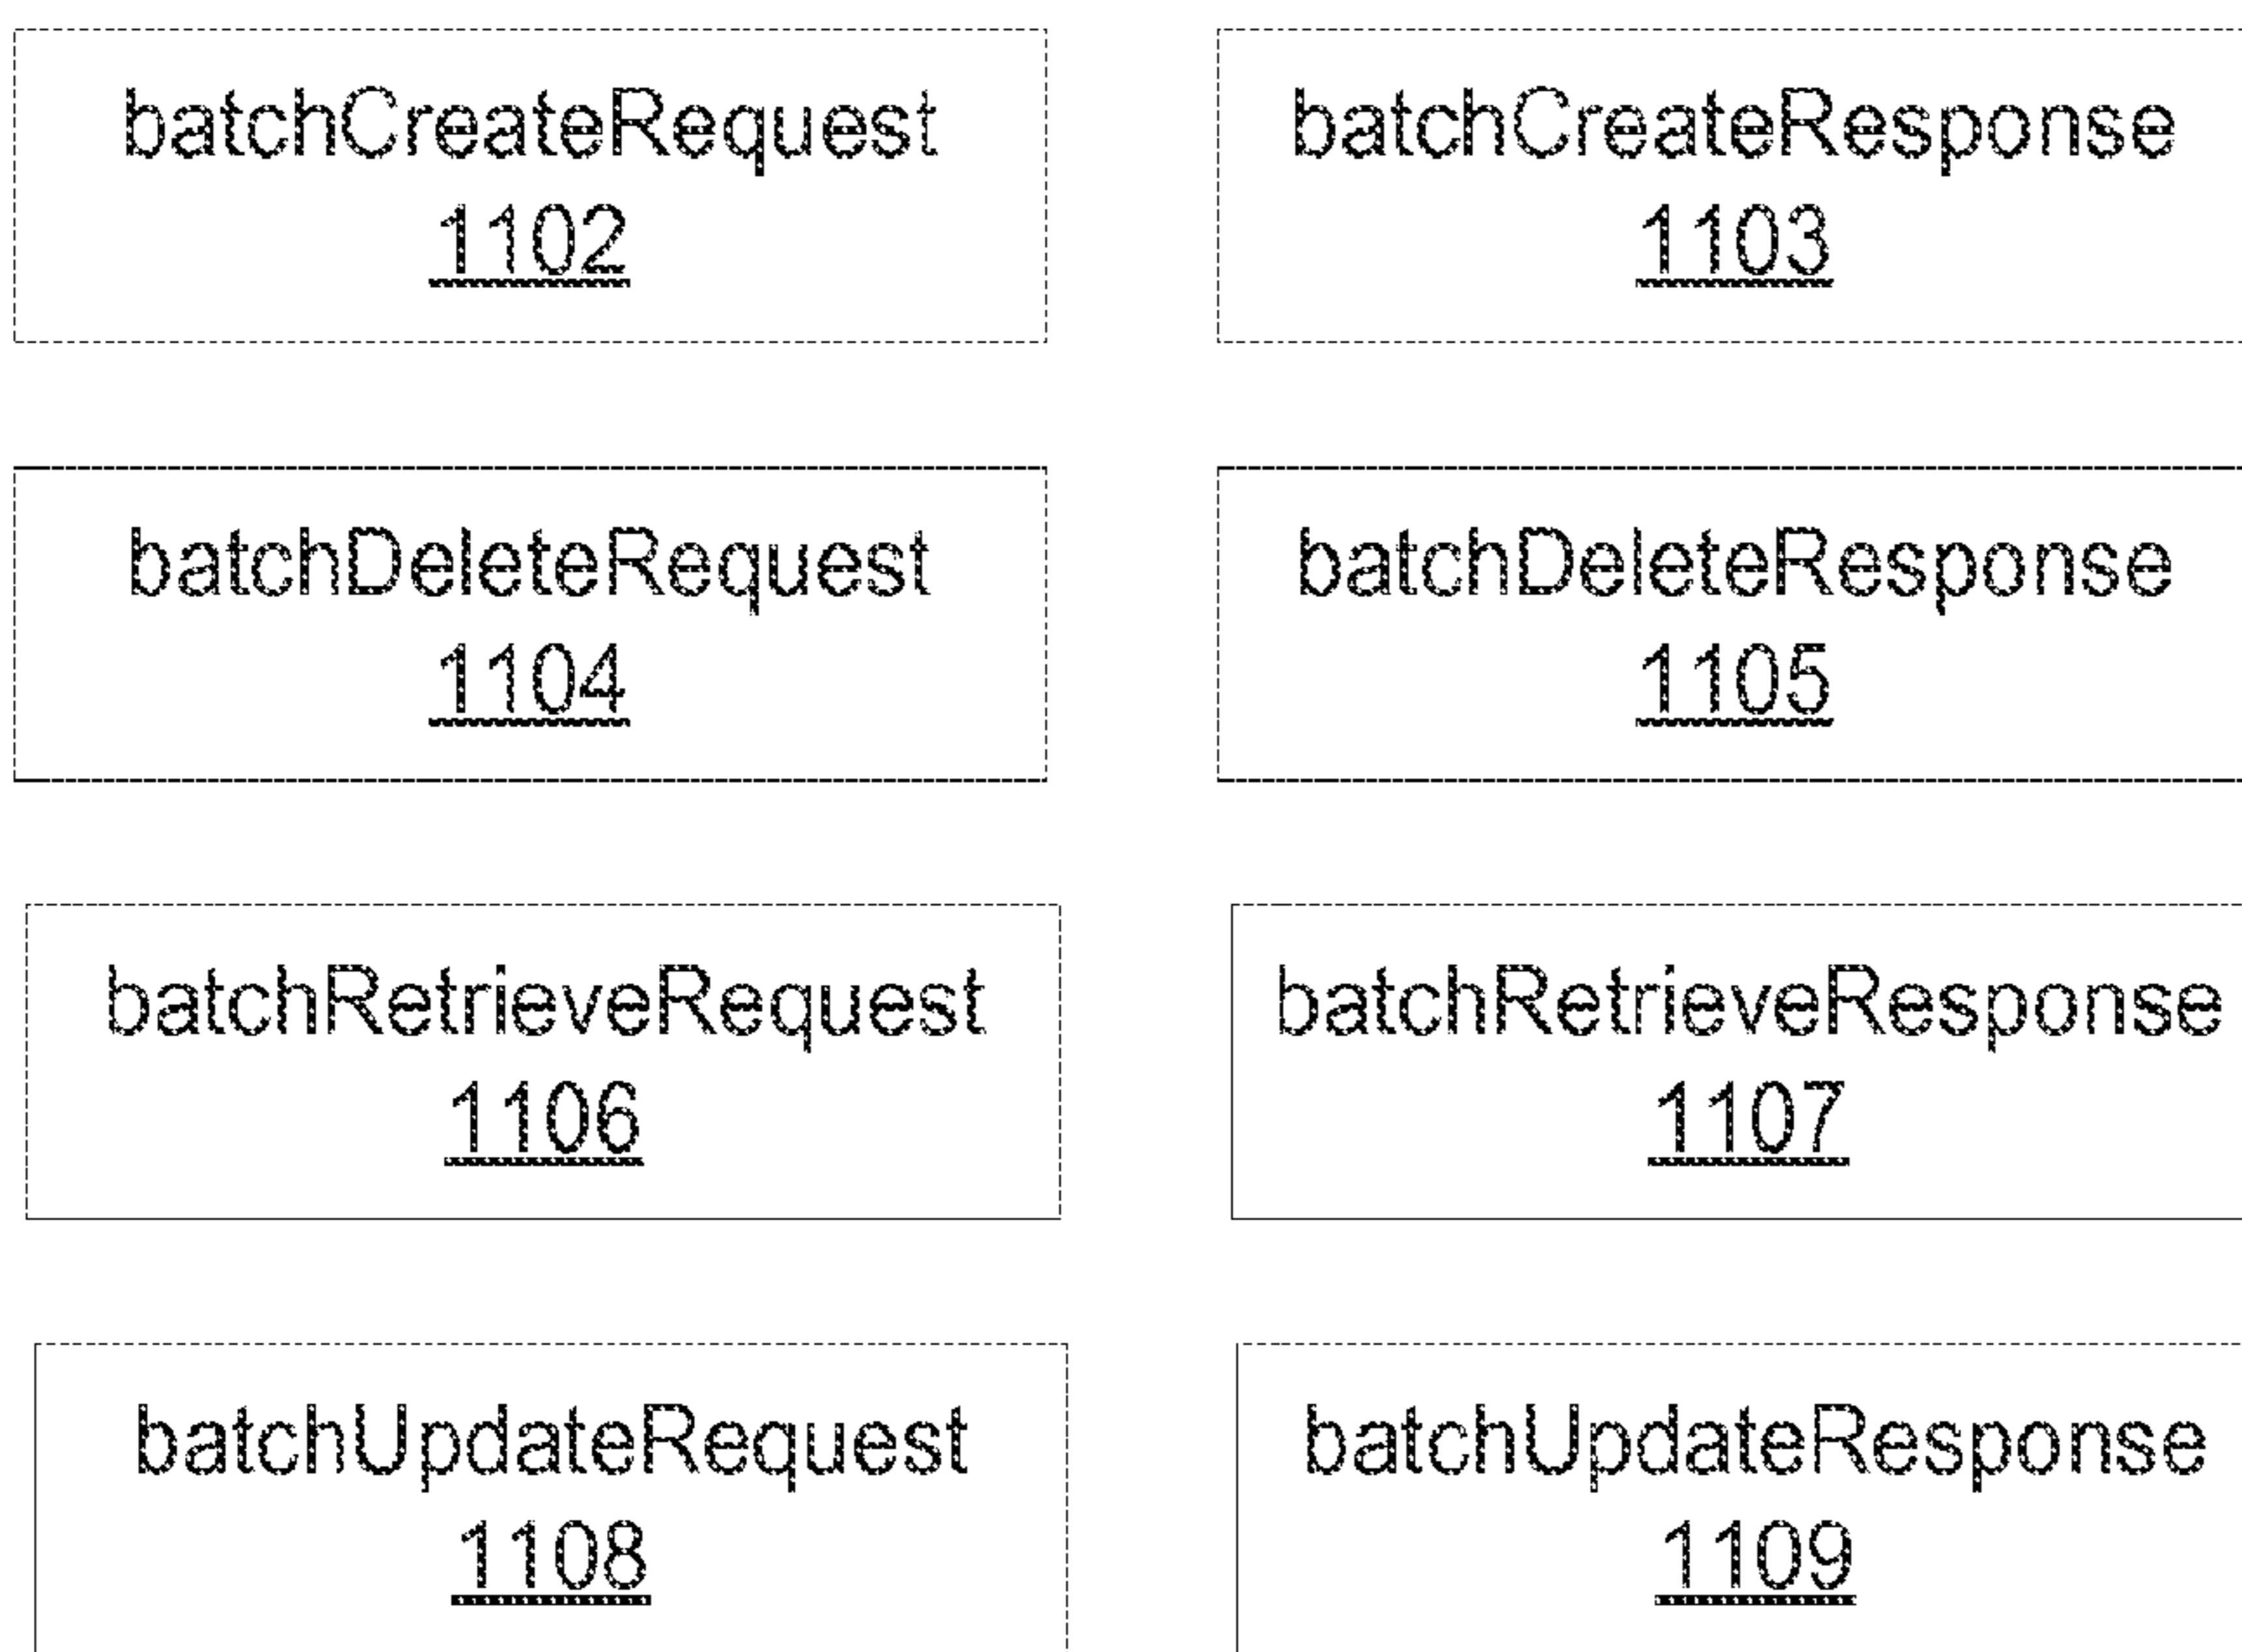 batchCreateRequest
1102
batchCreateResponse
1103
batchDeleteRequest
1104
batchDeleteResponse
1105
batchRetrieveRequest
1106
batchRetrieveResponse
1107
batchUpdateRequest
1108
batchUpdateResponse
1109